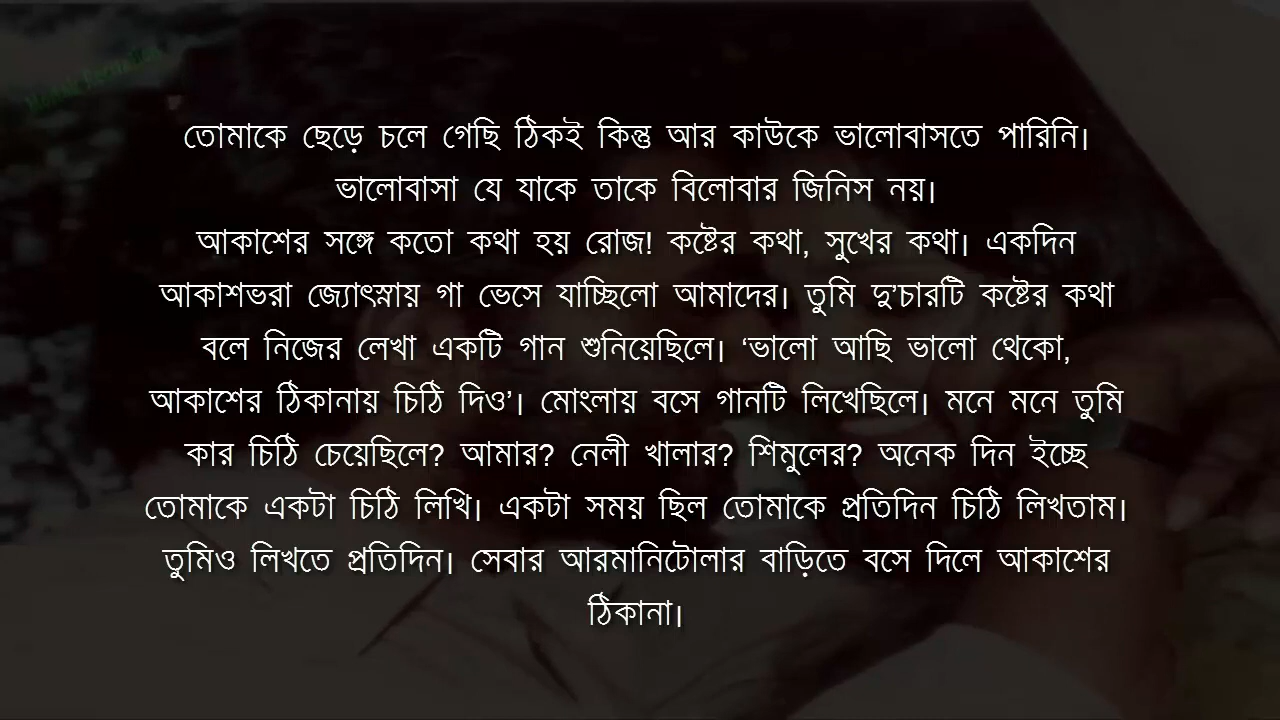 তোমাকে ছেড়ে চলে গেছি ঠিকই কিন্তু আর কাউকে ভালোবাসতে পারিনি।
ভালোবাসা যে যাকে তাকে বিলোবার জিনিস নয়।
আকাশের সঙ্গে কতো কথা হয় রোজ! কষ্টের কথা, সুখের কথা। একদিন
আকাশভরা জ্যোৎস্নায় গা ভেসে যাচ্ছিলো আমাদের। তুমি দু'চারটি কষ্টের কথা
বলে নিজের লেখা একটি গান শুনিয়েছিলে। ‘ভালো আছি ভালো থেকো,
আকাশের ঠিকানায় চিঠি দিও’। মোংলায় বসে গানটি লিখেছিলে। মনে মনে তুমি
কার চিঠি চেয়েছিলে? আমার? নেলী খালার? শিমুলের? অনেক দিন ইচ্ছে
তোমাকে একটা চিঠি লিখি। একটা সময় ছিল তোমাকে প্রতিদিন চিঠি লিখতাম।
তুমিও লিখতে প্রতিদিন। সেবার আরমানিটোলার বাড়িতে বসে দিলে আকাশের
ঠিকানা।